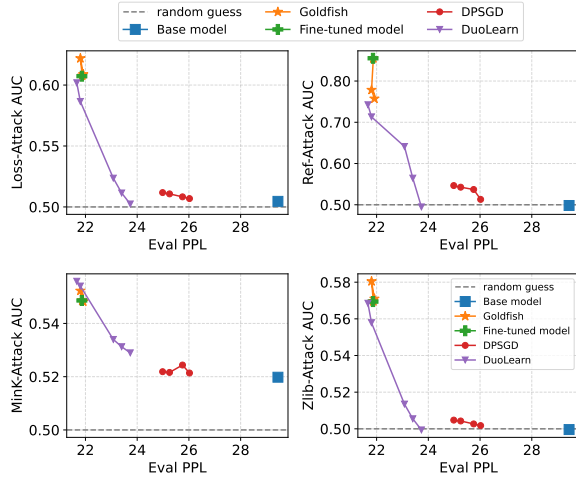 random guess
Base model
Goldfish
Fine-tuned model
DPSGD
DuoLearn
Loss-Attack AUC
0.60
0.55
0.50
22 24 26 28
Eval PPL
Ref-Attack AUC
0.80
0.70
0.60
0.50
22 24 26 28
Eval PPL
MinK-Attack AUC
0.54
0.52
0.50
22 24 26 28
Eval PPL
Zlib-Attack AUC
0.58
0.56
0.54
0.52
0.50
22 24 26 28
Eval PPL
random guess
Base model
Goldfish
Fine-tuned model
DPSGD
DuoLearn